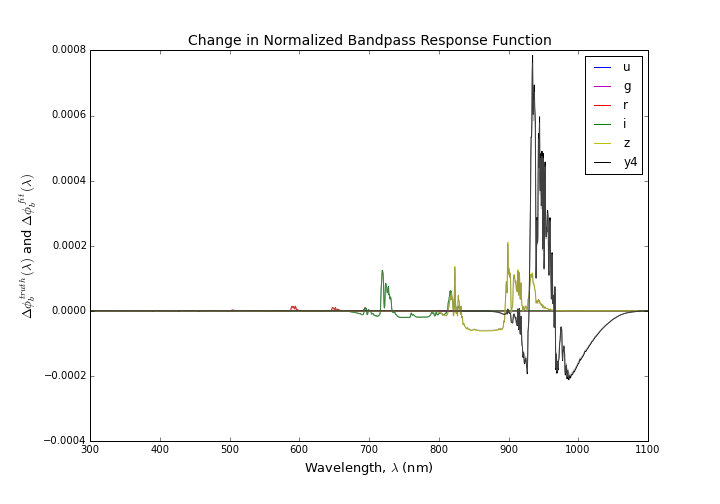 Change in Normalized Bandpass Response Function
0.0008
0.0006
0.0004
0.0002
0.0000
−0.0002
−0.0004
Δϕ_b^truth(λ) and Δϕ_b^fit(λ)
u
g
r
i
z
y4
300 400 500 600 700 800 900 1000 1100
Wavelength, λ (nm)